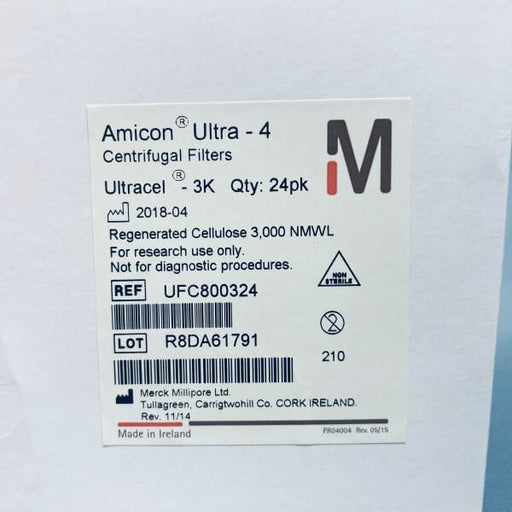 Amicon® Ultra - 4
Centrifugal Filters
Ultracel® - 3K Qty: 24pk
2018-04
Regenerated Cellulose 3,000 NMWL
For research use only.
Not for diagnostic procedures.
NON
STERILE
REF UFC800324
2
LOT R8DA61791
210
Merck Millipore Ltd.
Tullagreen, Carrigtwohill Co. CORK IRELAND.
Rev. 11/14
Made in Ireland
PR04004 Rev. 05/15
M